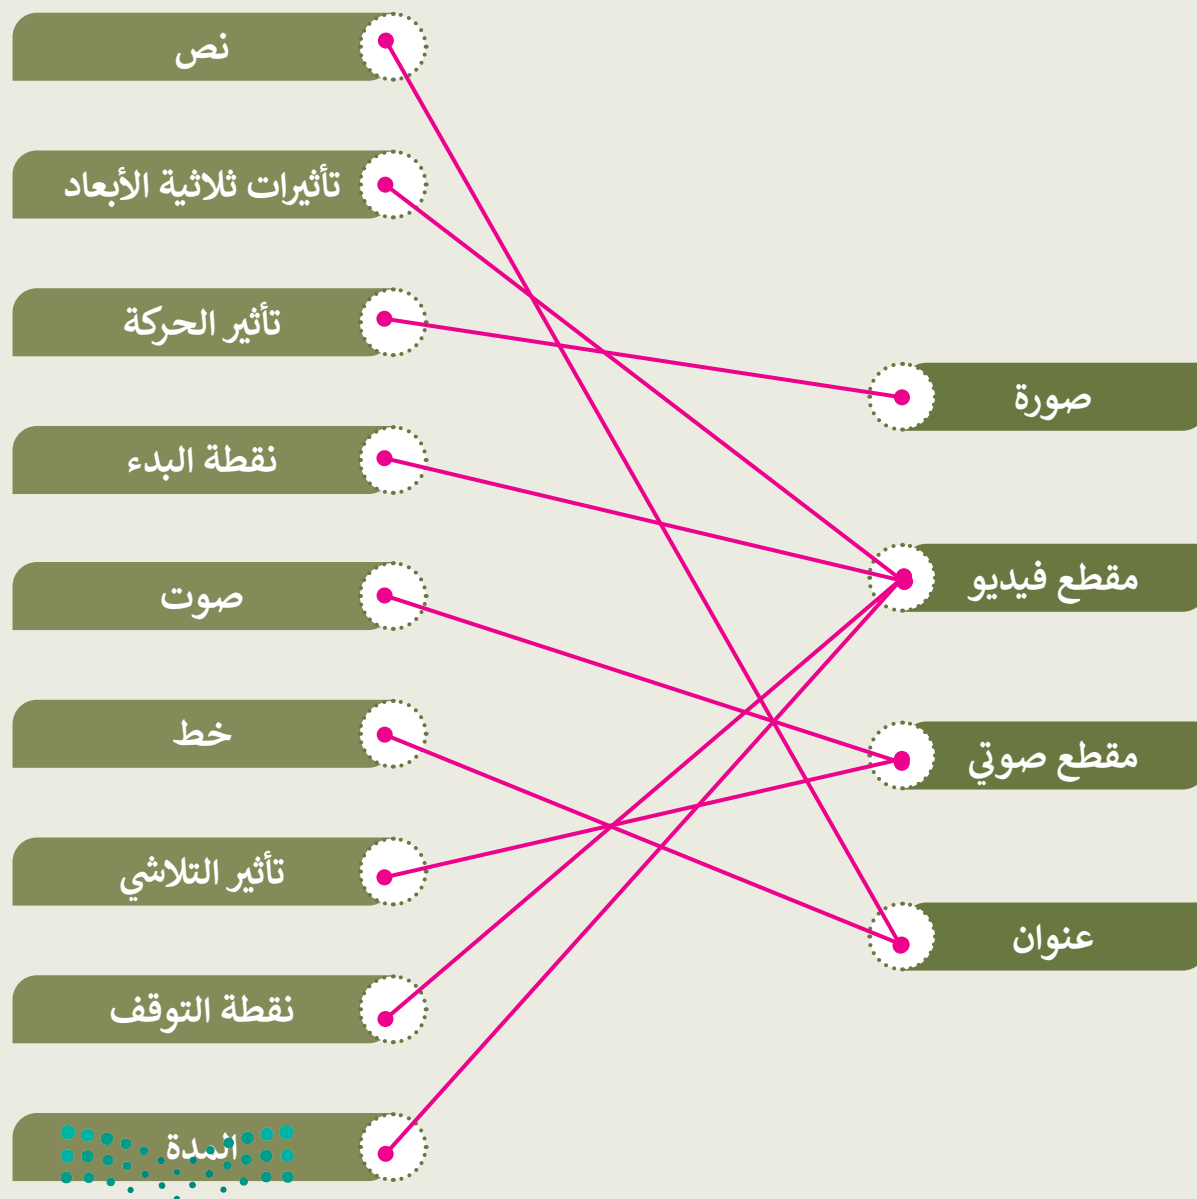 صورة
مقطع فيديو
مقطع صوتي
عنوان
نص
تأثيرات ثلاثية الأبعاد
تأثير الحركة
نقطة البدء
صوت
خط
تأثير التلاشي
نقطة التوقف
المدة